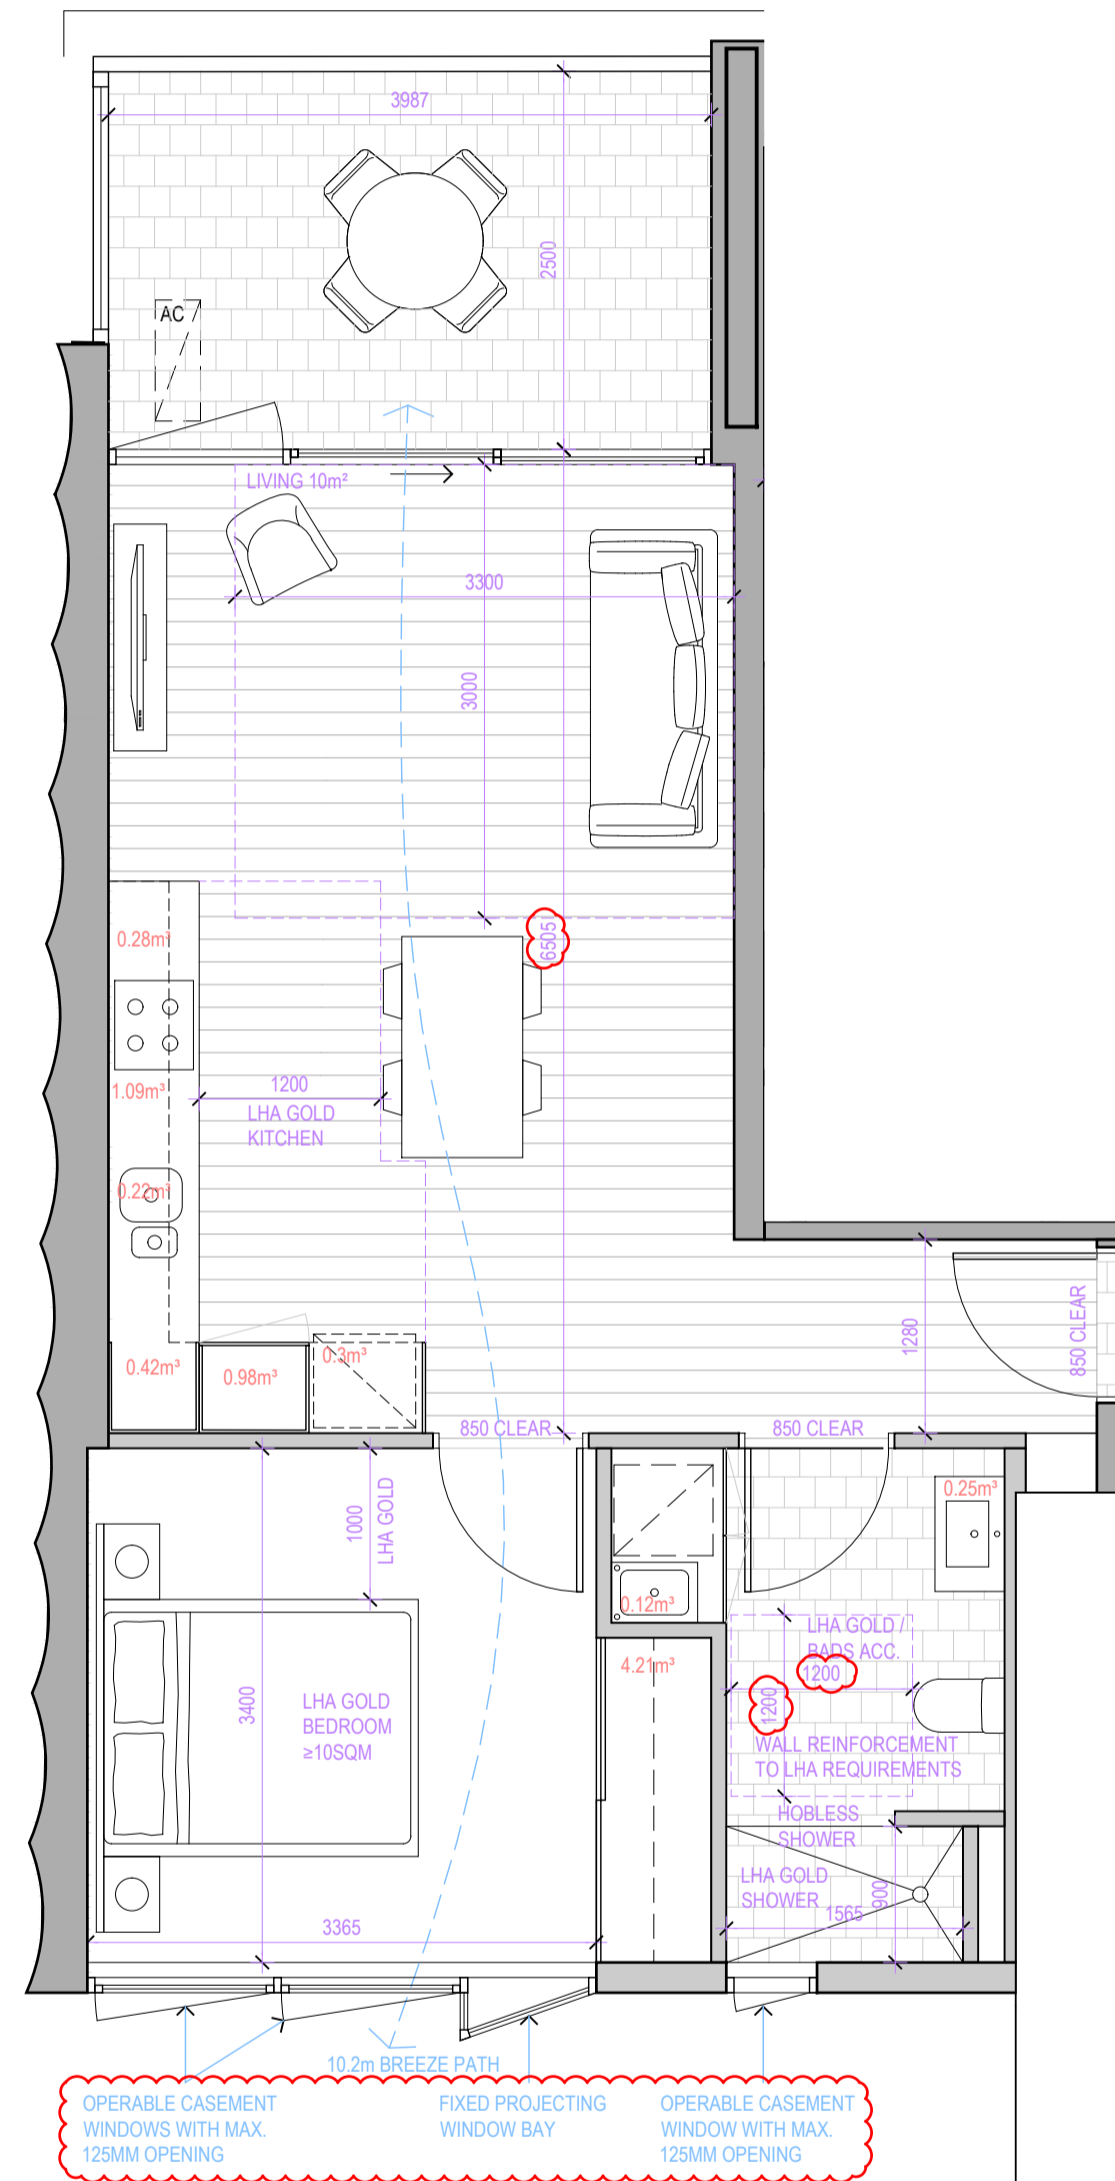 3987
2500
AC
LIVING 10m²
3300
3000
0.28m³
6505
1.09m³
1200
LHA GOLD
KITCHEN
0.22m³
1280
850 CLEAR
0.42m³
0.98m³
0.3m³
850 CLEAR
850 CLEAR
1000
LHA GOLD
0.25m³
0.12m³
LHA GOLD /
BADS ACC.
1200
1200
4.21m³
3400
LHA GOLD
BEDROOM
≥10SQM
WALL REINFORCEMENT
TO LHA REQUIREMENTS
HOBLESS
SHOWER
LHA GOLD
SHOWER
900
1565
3365
10.2m BREEZE PATH
OPERABLE CASEMENT
WINDOWS WITH MAX.
125MM OPENING
FIXED PROJECTING
WINDOW BAY
OPERABLE CASEMENT
WINDOW WITH MAX.
125MM OPENING